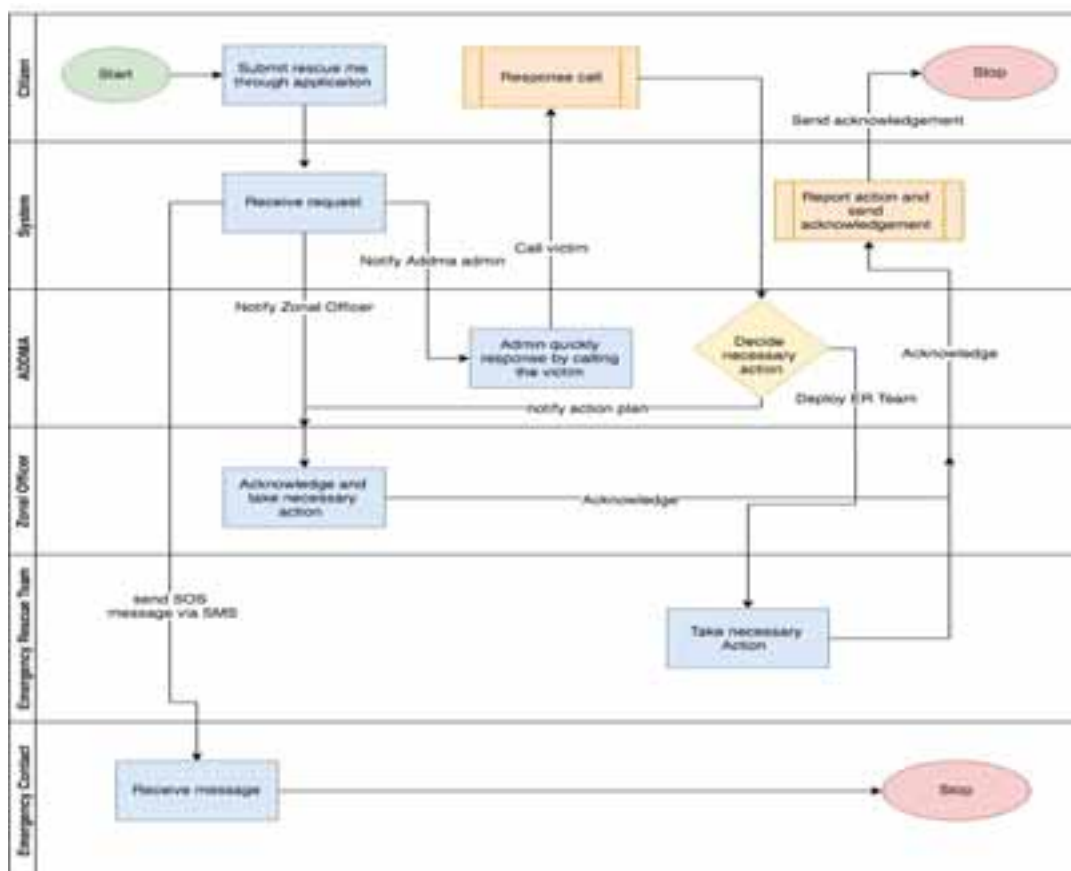 Citizen
Start
Submit rescue me
through application
Response call
Stop
Send acknowledgement
System
Receive request
Report action and
send
acknowledgement
Call victim
Notify Addma admin
ADDMA
Notify Zonal Officer
Admin quickly
response by calling
the victim
Decide
necessary
action
Acknowledge
Deploy ER Team
notify action plan
Zonal Officer
Acknowledge and
take necessary
action
Acknowledge
Emergency Rescue Team
send SOS
message via SMS
Take necessary
Action
Emergency Contact
Receive message
Stop